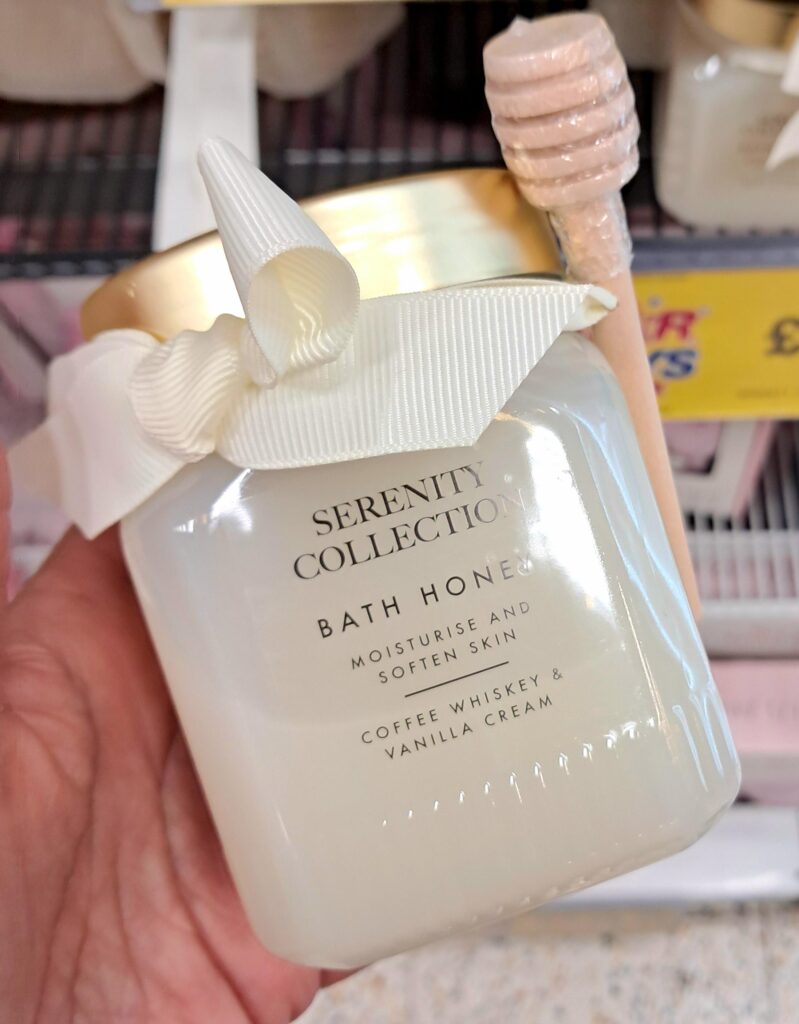 SERENITY
COLLECTION
BATH HONEY
MOISTURISE AND
SOFTEN SKIN
COFFEE WHISKEY &
VANILLA CREAM
£